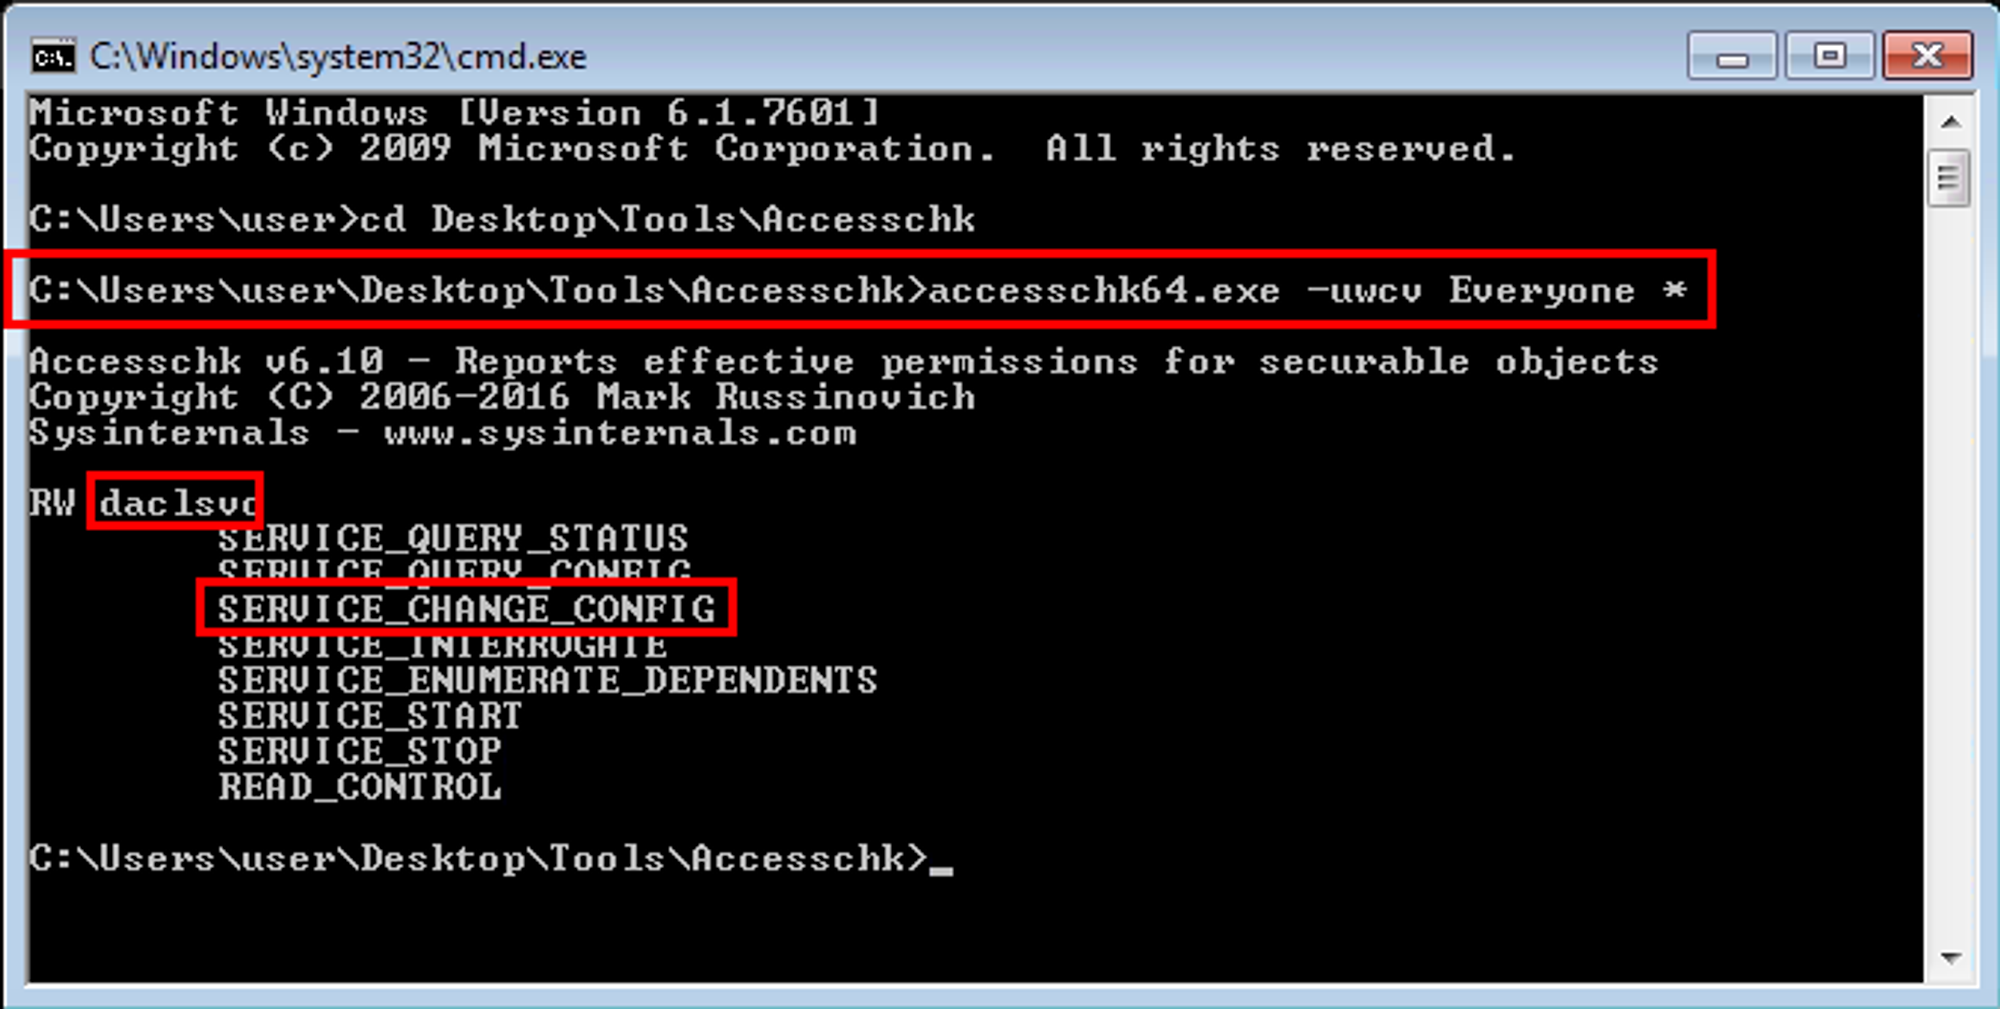 C:\Windows\system32\cmd.exe
Microsoft Windows [Version 6.1.7601]
Copyright (c) 2009 Microsoft Corporation.  All rights reserved.
C:\Users\user>cd Desktop\Tools\Accesschk
C:\Users\user\Desktop\Tools\Accesschk>accesschk64.exe -uwcv Everyone *
Accesschk v6.10 - Reports effective permissions for securable objects
Copyright (C) 2006-2016 Mark Russinovich
Sysinternals - www.sysinternals.com
RW daclsvc
SERVICE_QUERY_STATUS
SERVICE_QUERY_CONFIG
SERVICE_CHANGE_CONFIG
SERVICE_INTERROGATE
SERVICE_ENUMERATE_DEPENDENTS
SERVICE_START
SERVICE_STOP
READ_CONTROL
C:\Users\user\Desktop\Tools\Accesschk>_